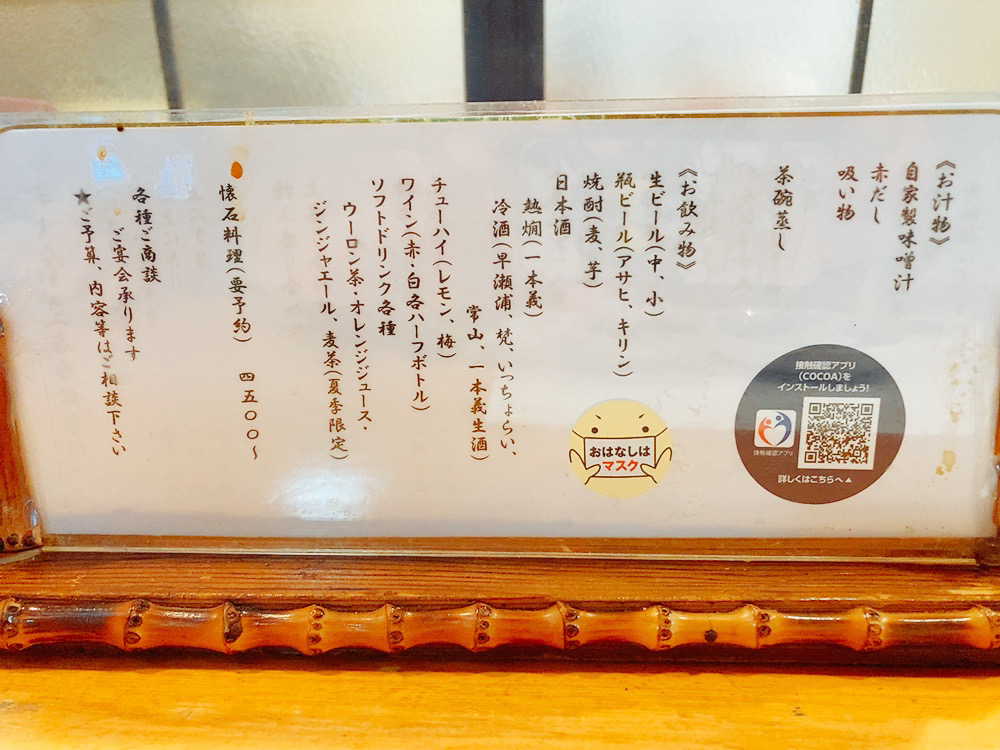 《お汁物》
自家製味噌汁
赤だし
吸い物
茶碗蒸し
《お飲み物》
生ビール(中、小)
瓶ビール(アサヒ、キリン)
焼酎(麦、芋)
日本酒
熱燗(一本義)
冷酒(早瀬浦、梵、いっちょらい、
常山、一本義生酒)
チューハイ(レモン、梅)
ワイン(赤・白各ハーフボトル)
ソフトドリンク各種
ウーロン茶・オレンジジュース・
ジンジャエール、麦茶(夏季限定)
懐石料理(要予約) 四五〇〇〜
各種ご商談
ご宴会承ります
★ご予算、内容等はご相談下さい
接触確認アプリ
(COCOA)を
インストールしましょう!
接触確認アプリ
詳しくはこちらへ▲
おはなしは
マスク